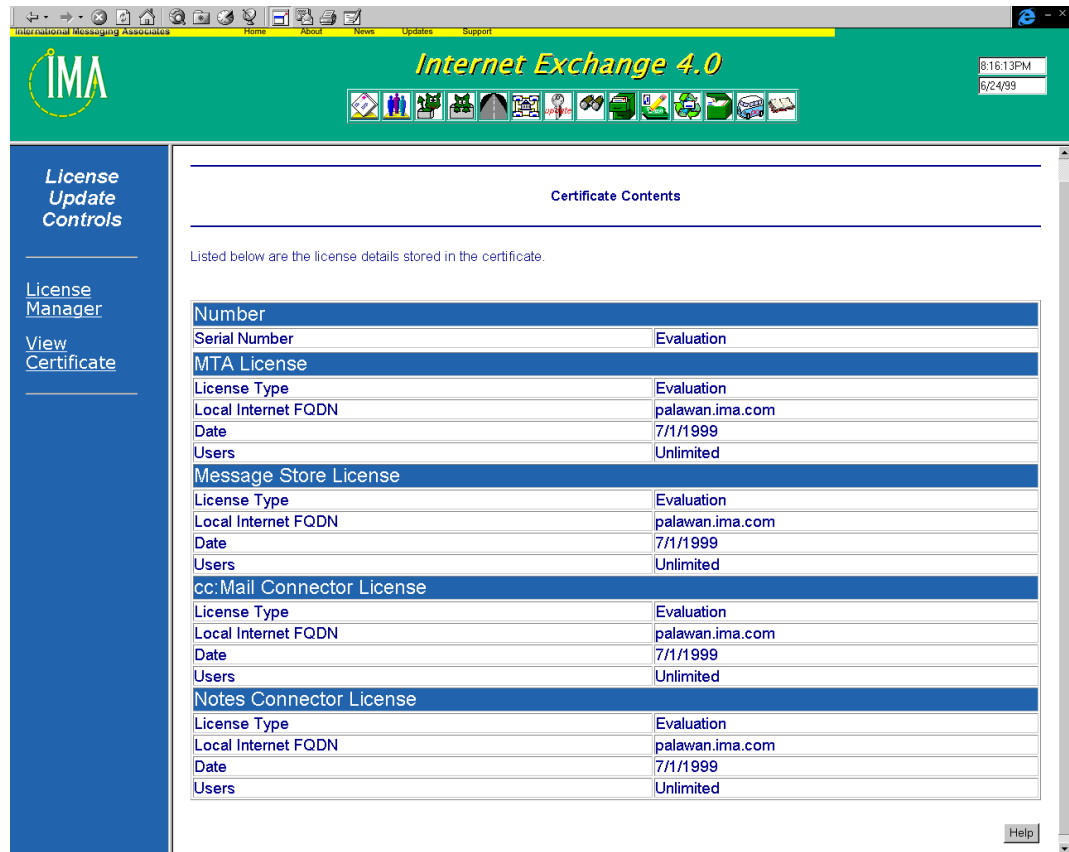 International Messaging Associates
Home About News Updates Support
IMA
Internet Exchange 4.0
8:16:13PM
6/24/99
update
License
Update
Controls
License
Manager
View
Certificate
Certificate Contents
Listed below are the license details stored in the certificate.
Number
Serial Number Evaluation
MTA License
License Type Evaluation
Local Internet FQDN palawan.ima.com
Date 7/1/1999
Users Unlimited
Message Store License
License Type Evaluation
Local Internet FQDN palawan.ima.com
Date 7/1/1999
Users Unlimited
cc:Mail Connector License
License Type Evaluation
Local Internet FQDN palawan.ima.com
Date 7/1/1999
Users Unlimited
Notes Connector License
License Type Evaluation
Local Internet FQDN palawan.ima.com
Date 7/1/1999
Users Unlimited
Help